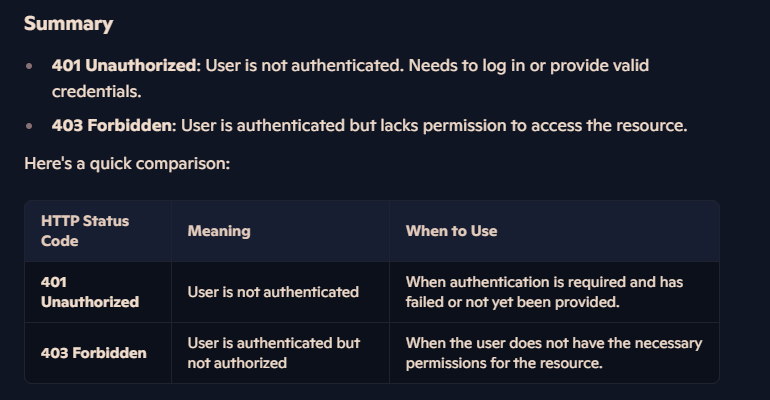 Summary
401 Unauthorized: User is not authenticated. Needs to log in or provide valid
credentials.
403 Forbidden: User is authenticated but lacks permission to access the resource.
Here's a quick comparison:
HTTP Status
Code
Meaning
When to Use
401
Unauthorized
User is not authenticated
When authentication is required and has
failed or not yet been provided.
403 Forbidden
User is authenticated but
not authorized
When the user does not have the necessary
permissions for the resource.